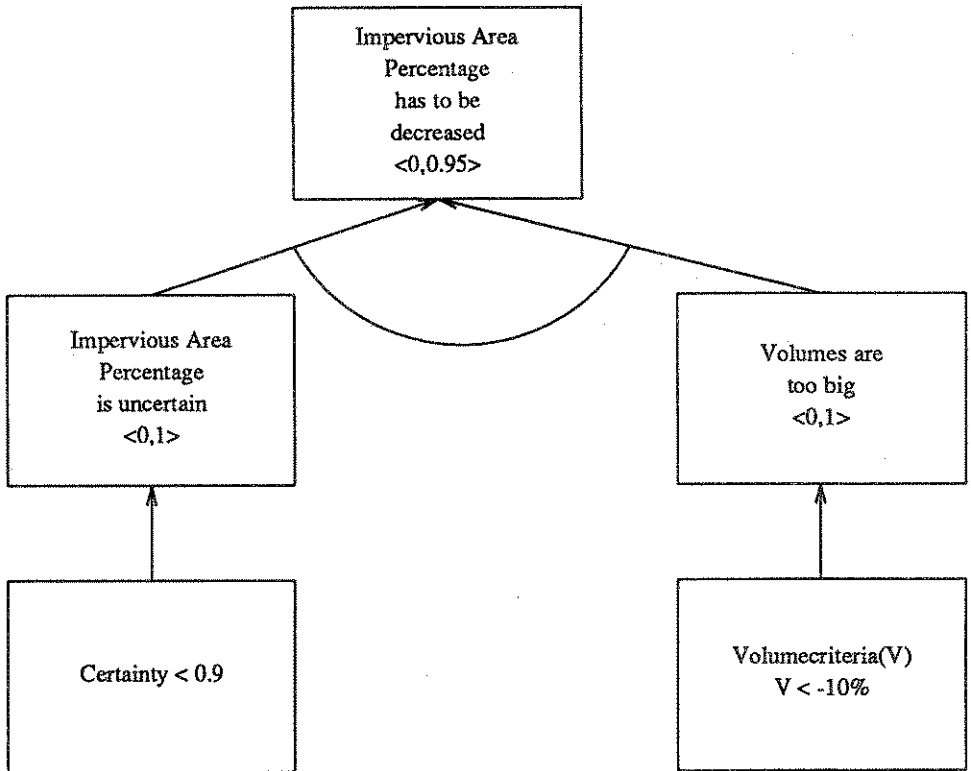 Impervious Area
Percentage
has to be
decreased
<0,0.95>
Impervious Area
Percentage
is uncertain
<0,1>
Volumes are
too big
<0,1>
Certainty < 0.9
Volumecriteria(V)
V < -10%